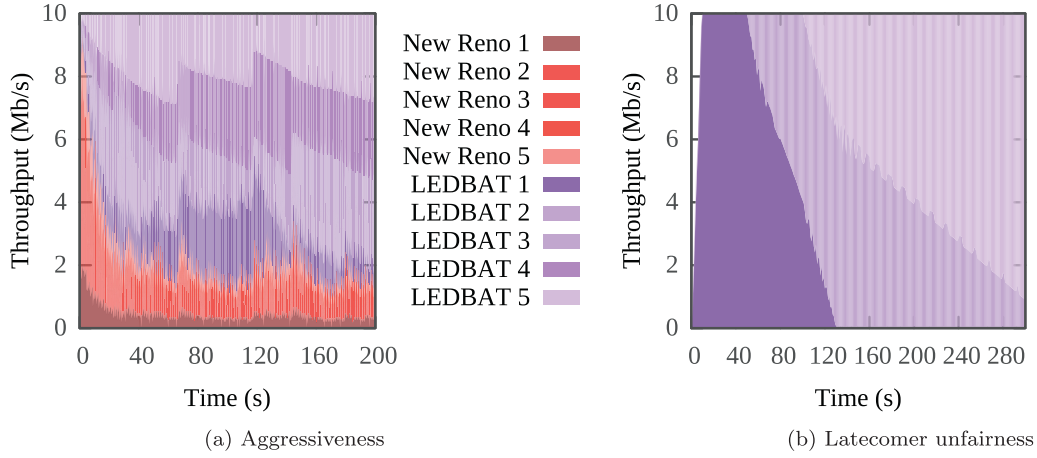 Throughput (Mb/s)
10
8
6
4
2
0
0 40 80 120 160 200
Time (s)
(a) Aggressiveness
New Reno 1
New Reno 2
New Reno 3
New Reno 4
New Reno 5
LEDBAT 1
LEDBAT 2
LEDBAT 3
LEDBAT 4
LEDBAT 5
Throughput (Mb/s)
10
8
6
4
2
0
0 40 80 120 160 200 240 280
Time (s)
(b) Latecomer unfairness